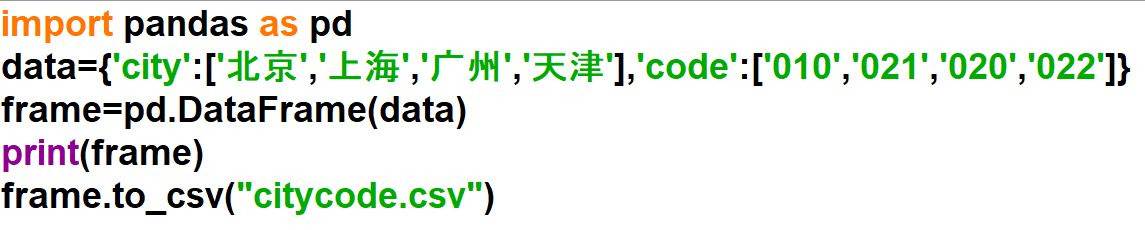 import pandas as pd
data={'city':['北京','上海','广州','天津'],'code':['010','021','020','022']}
frame=pd.DataFrame(data)
print(frame)
frame.to_csv("citycode.csv")